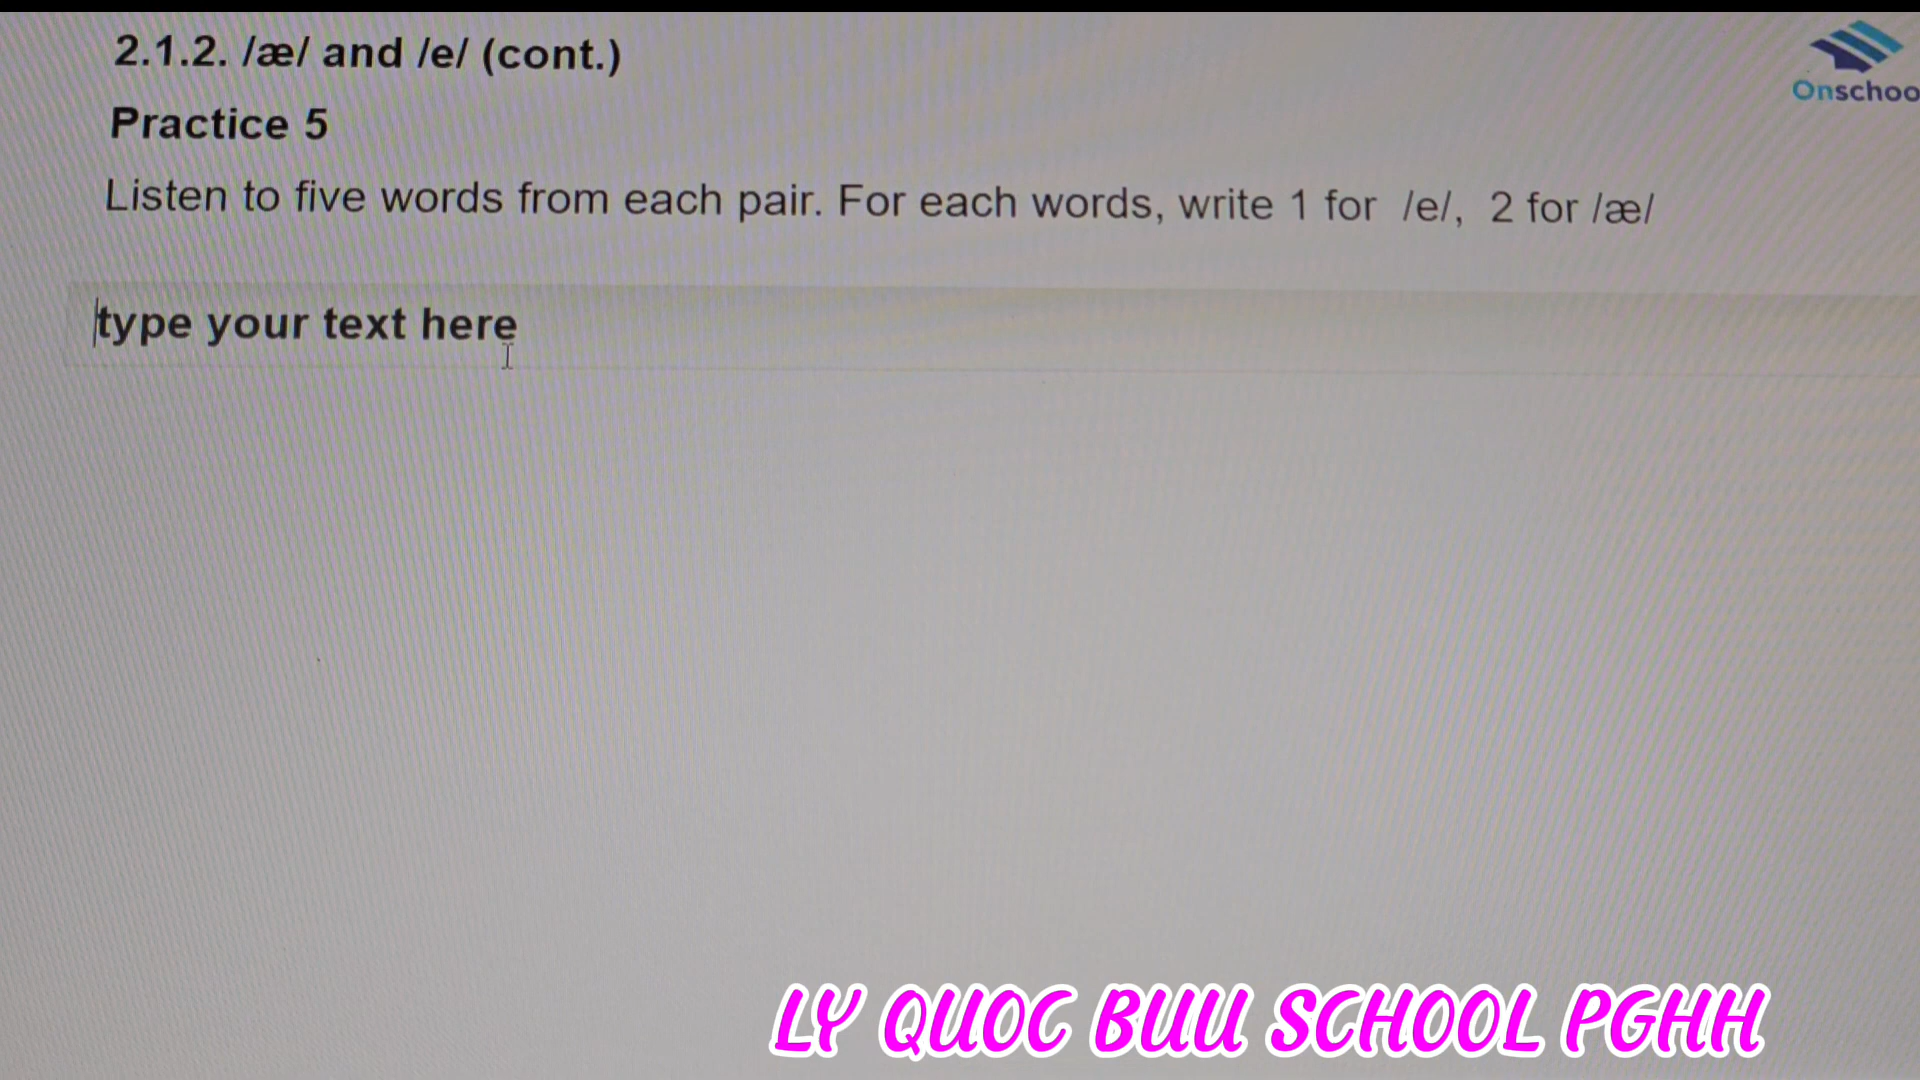 2.1.2. /æ/ and /e/ (cont.)
Onschoo
Practice 5
Listen to five words from each pair. For each words, write 1 for /e/, 2 for /æ/
type your text here
LY QUOC BUU SCHOOL PGHH